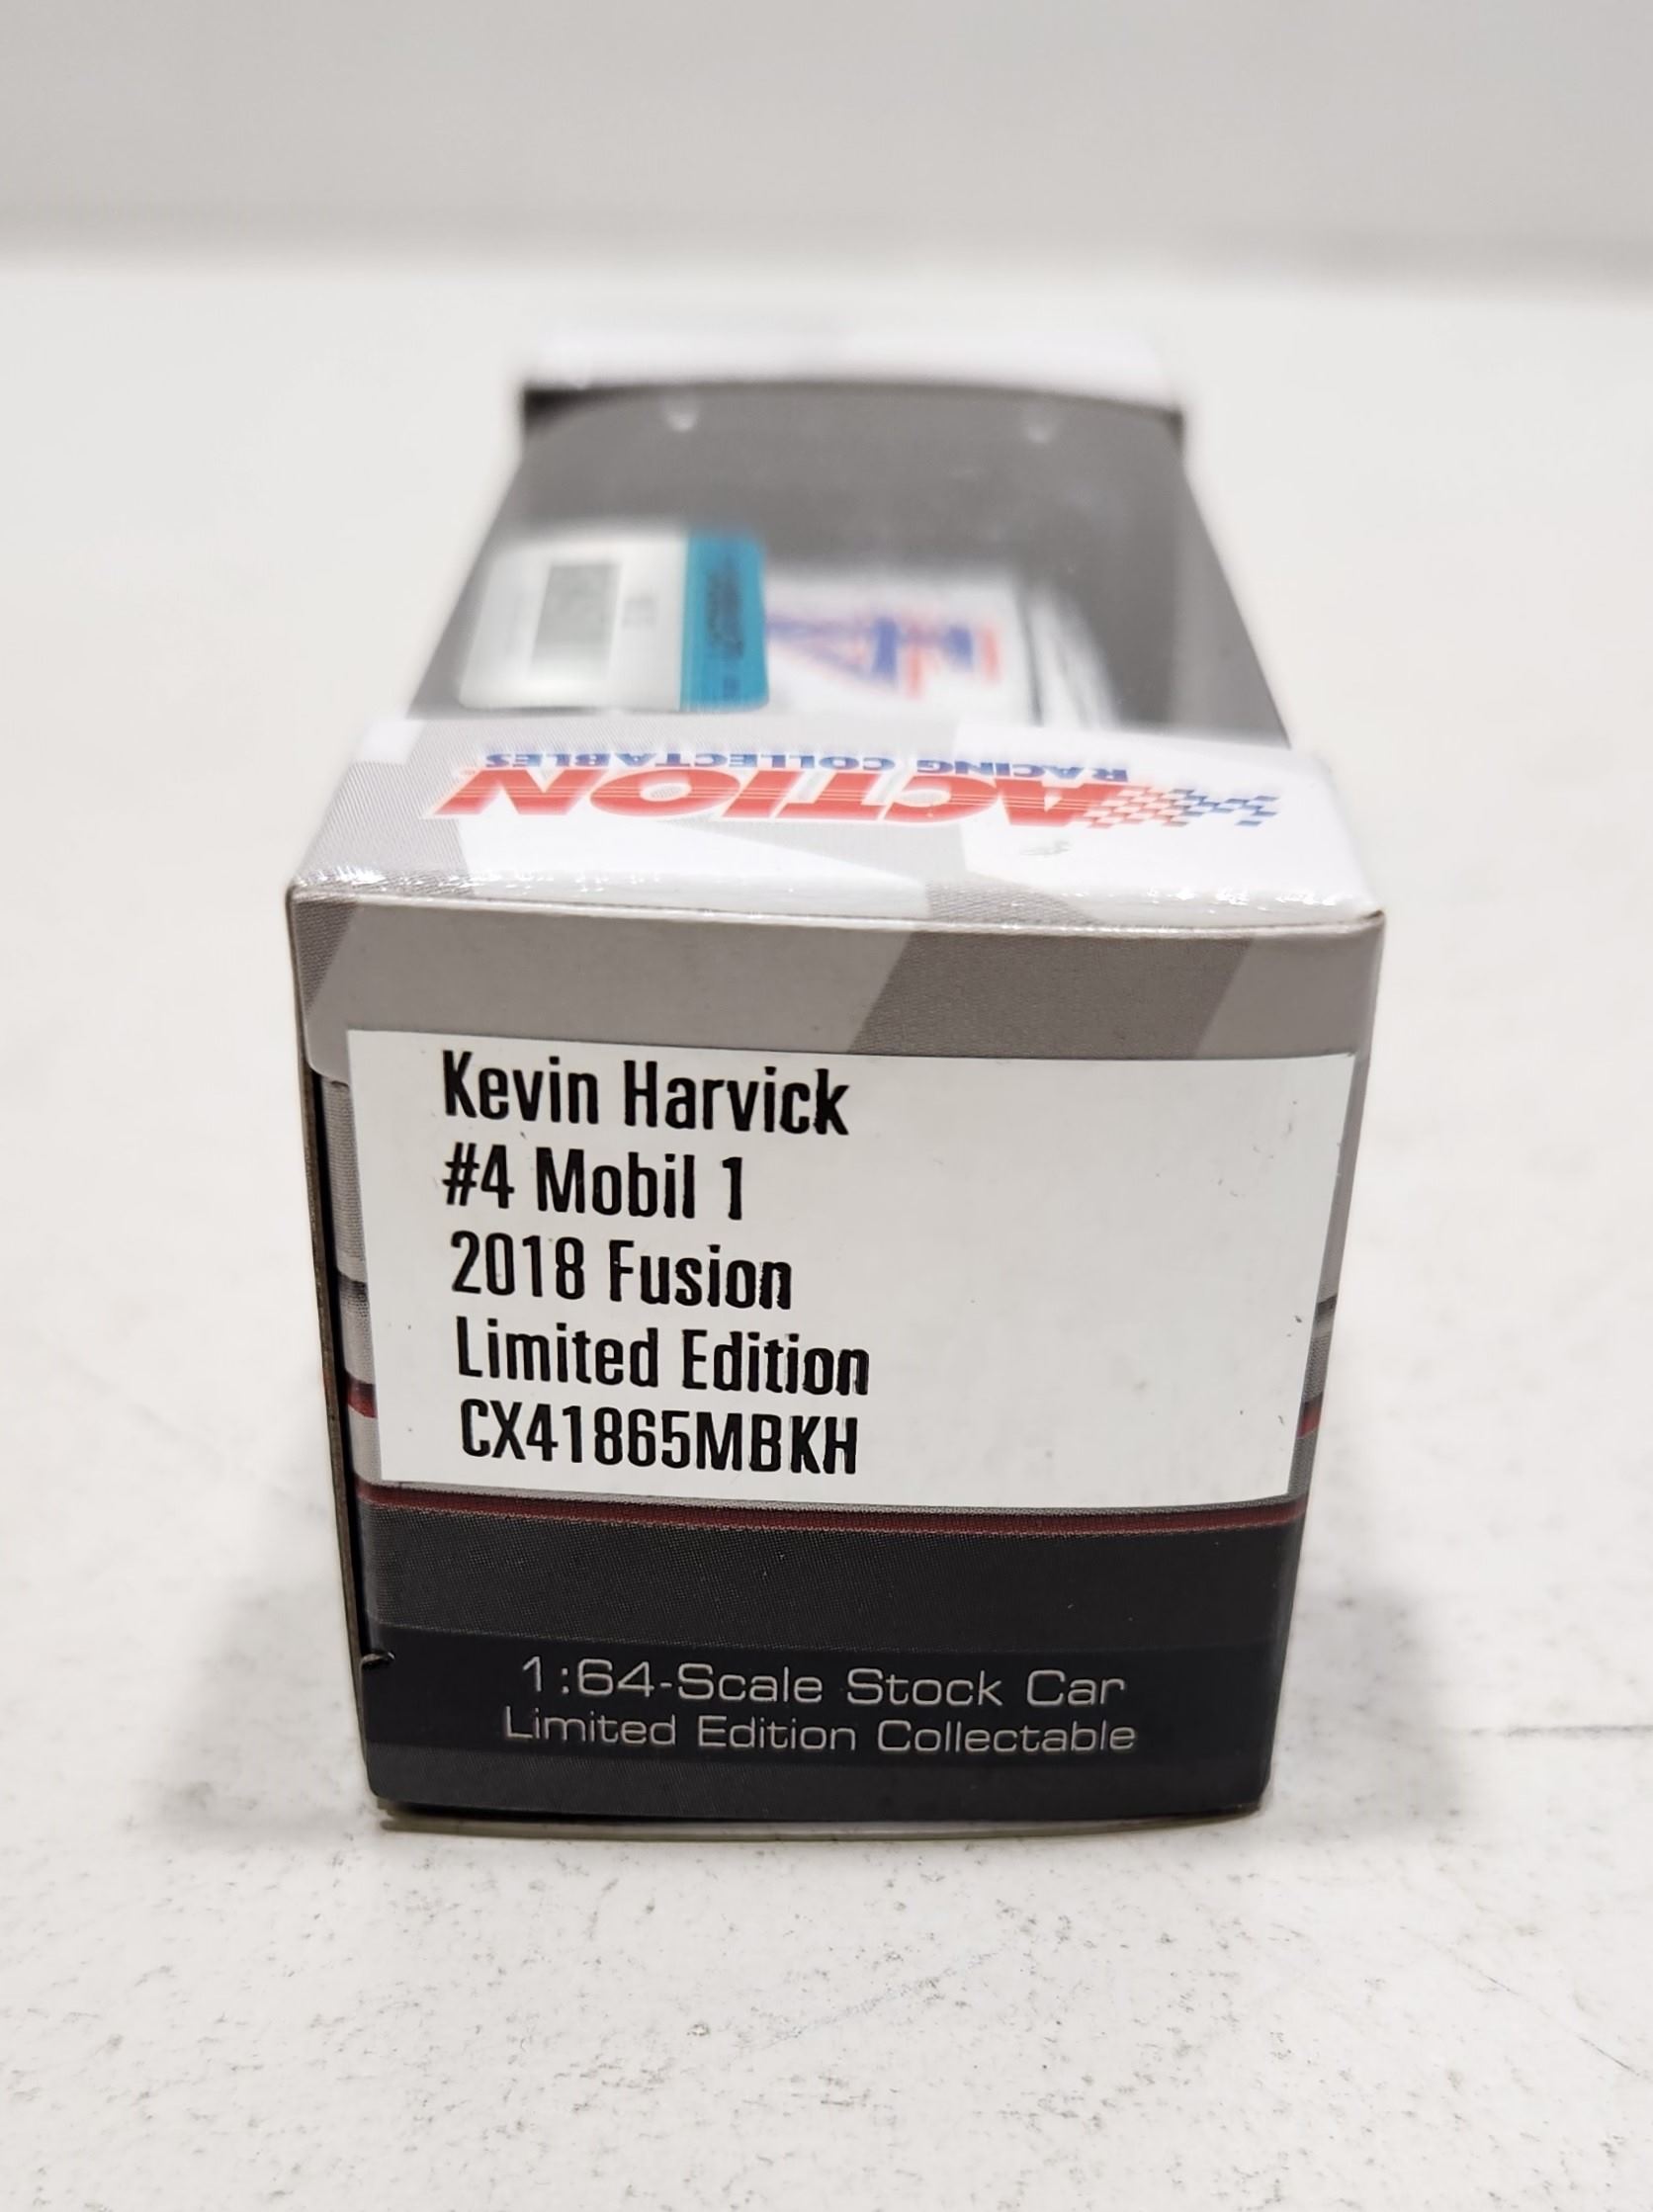 ACTION
RACING COLLECTABLES
Kevin Harvick
#4 Mobil 1
2018 Fusion
Limited Edition
CX41865MBKH
1:64-Scale Stock Car
Limited Edition Collectable